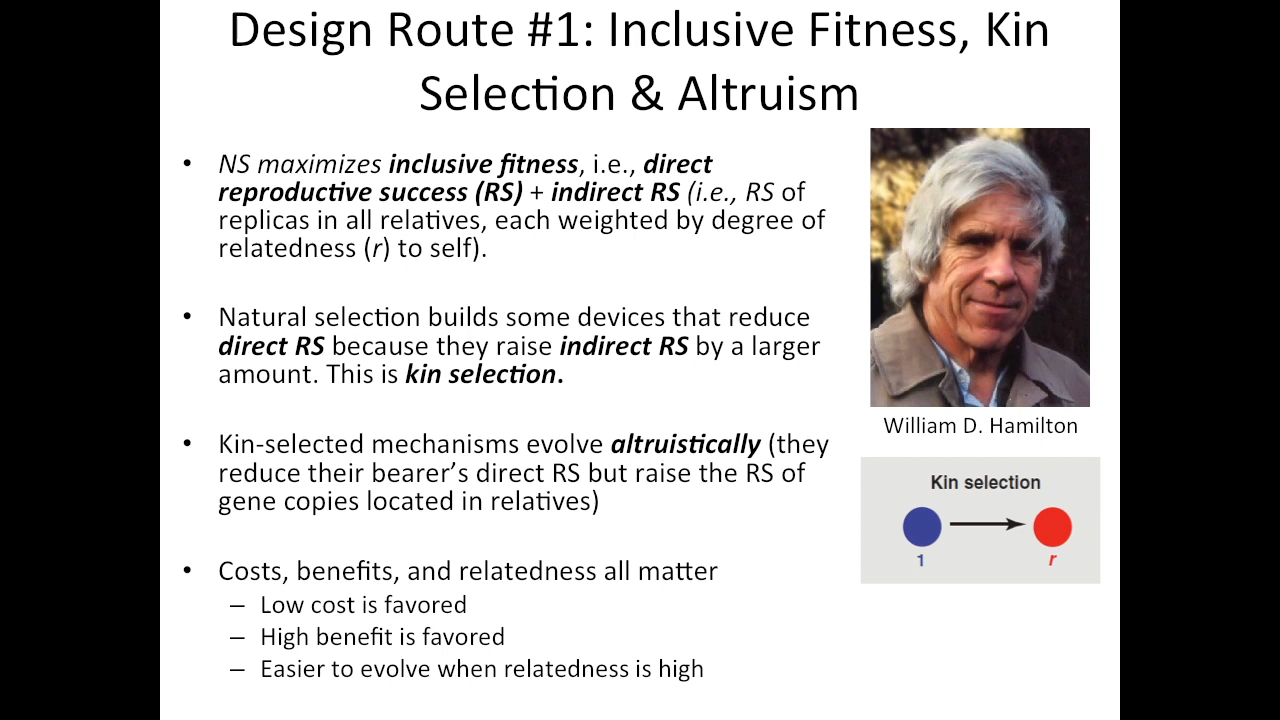 Design Route #1: Inclusive Fitness, Kin
Selection & Altruism
• NS maximizes inclusive fitness, i.e., direct
reproductive success (RS) + indirect RS (i.e., RS of
replicas in all relatives, each weighted by degree of
relatedness (r) to self).
• Natural selection builds some devices that reduce
direct RS because they raise indirect RS by a larger
amount. This is kin selection.
• Kin-selected mechanisms evolve altruistically (they
reduce their bearer's direct RS but raise the RS of
gene copies located in relatives)
• Costs, benefits, and relatedness all matter
– Low cost is favored
– High benefit is favored
– Easier to evolve when relatedness is high
William D. Hamilton
Kin selection
1 r